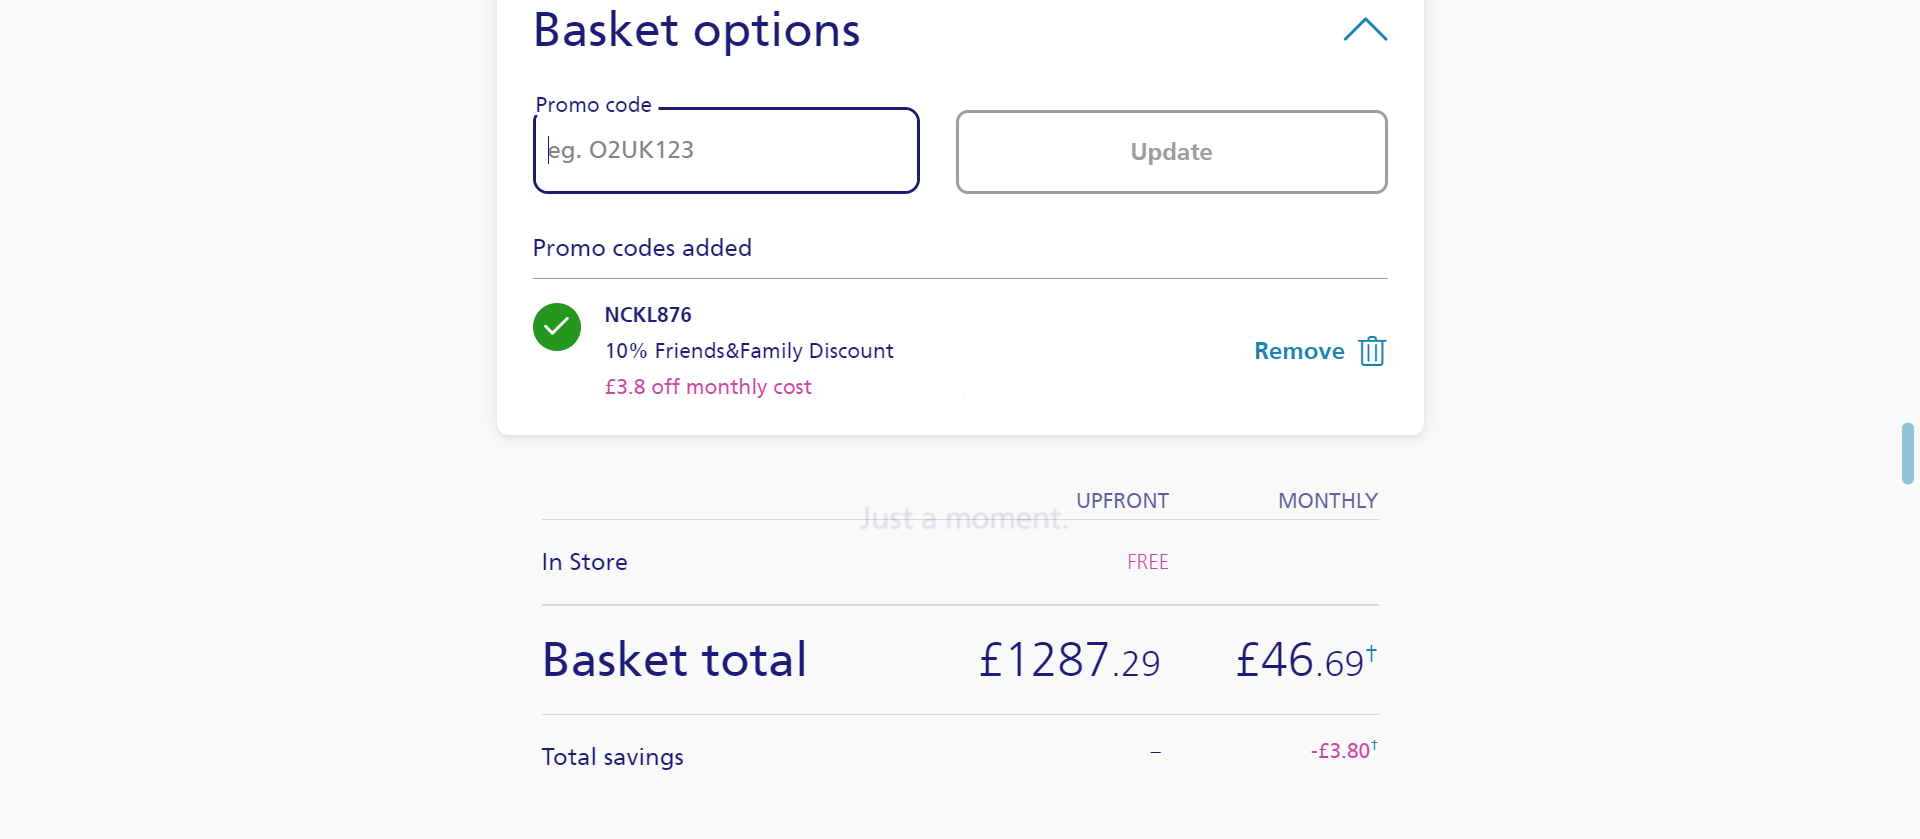 Basket options
Promo code
eg. O2UK123
Update
Promo codes added
NCKL876
10% Friends&Family Discount
Remove
£3.8 off monthly cost
UPFRONT MONTHLY
Just a moment.
In Store FREE
Basket total £1287.29 £46.69†
Total savings – -£3.80†